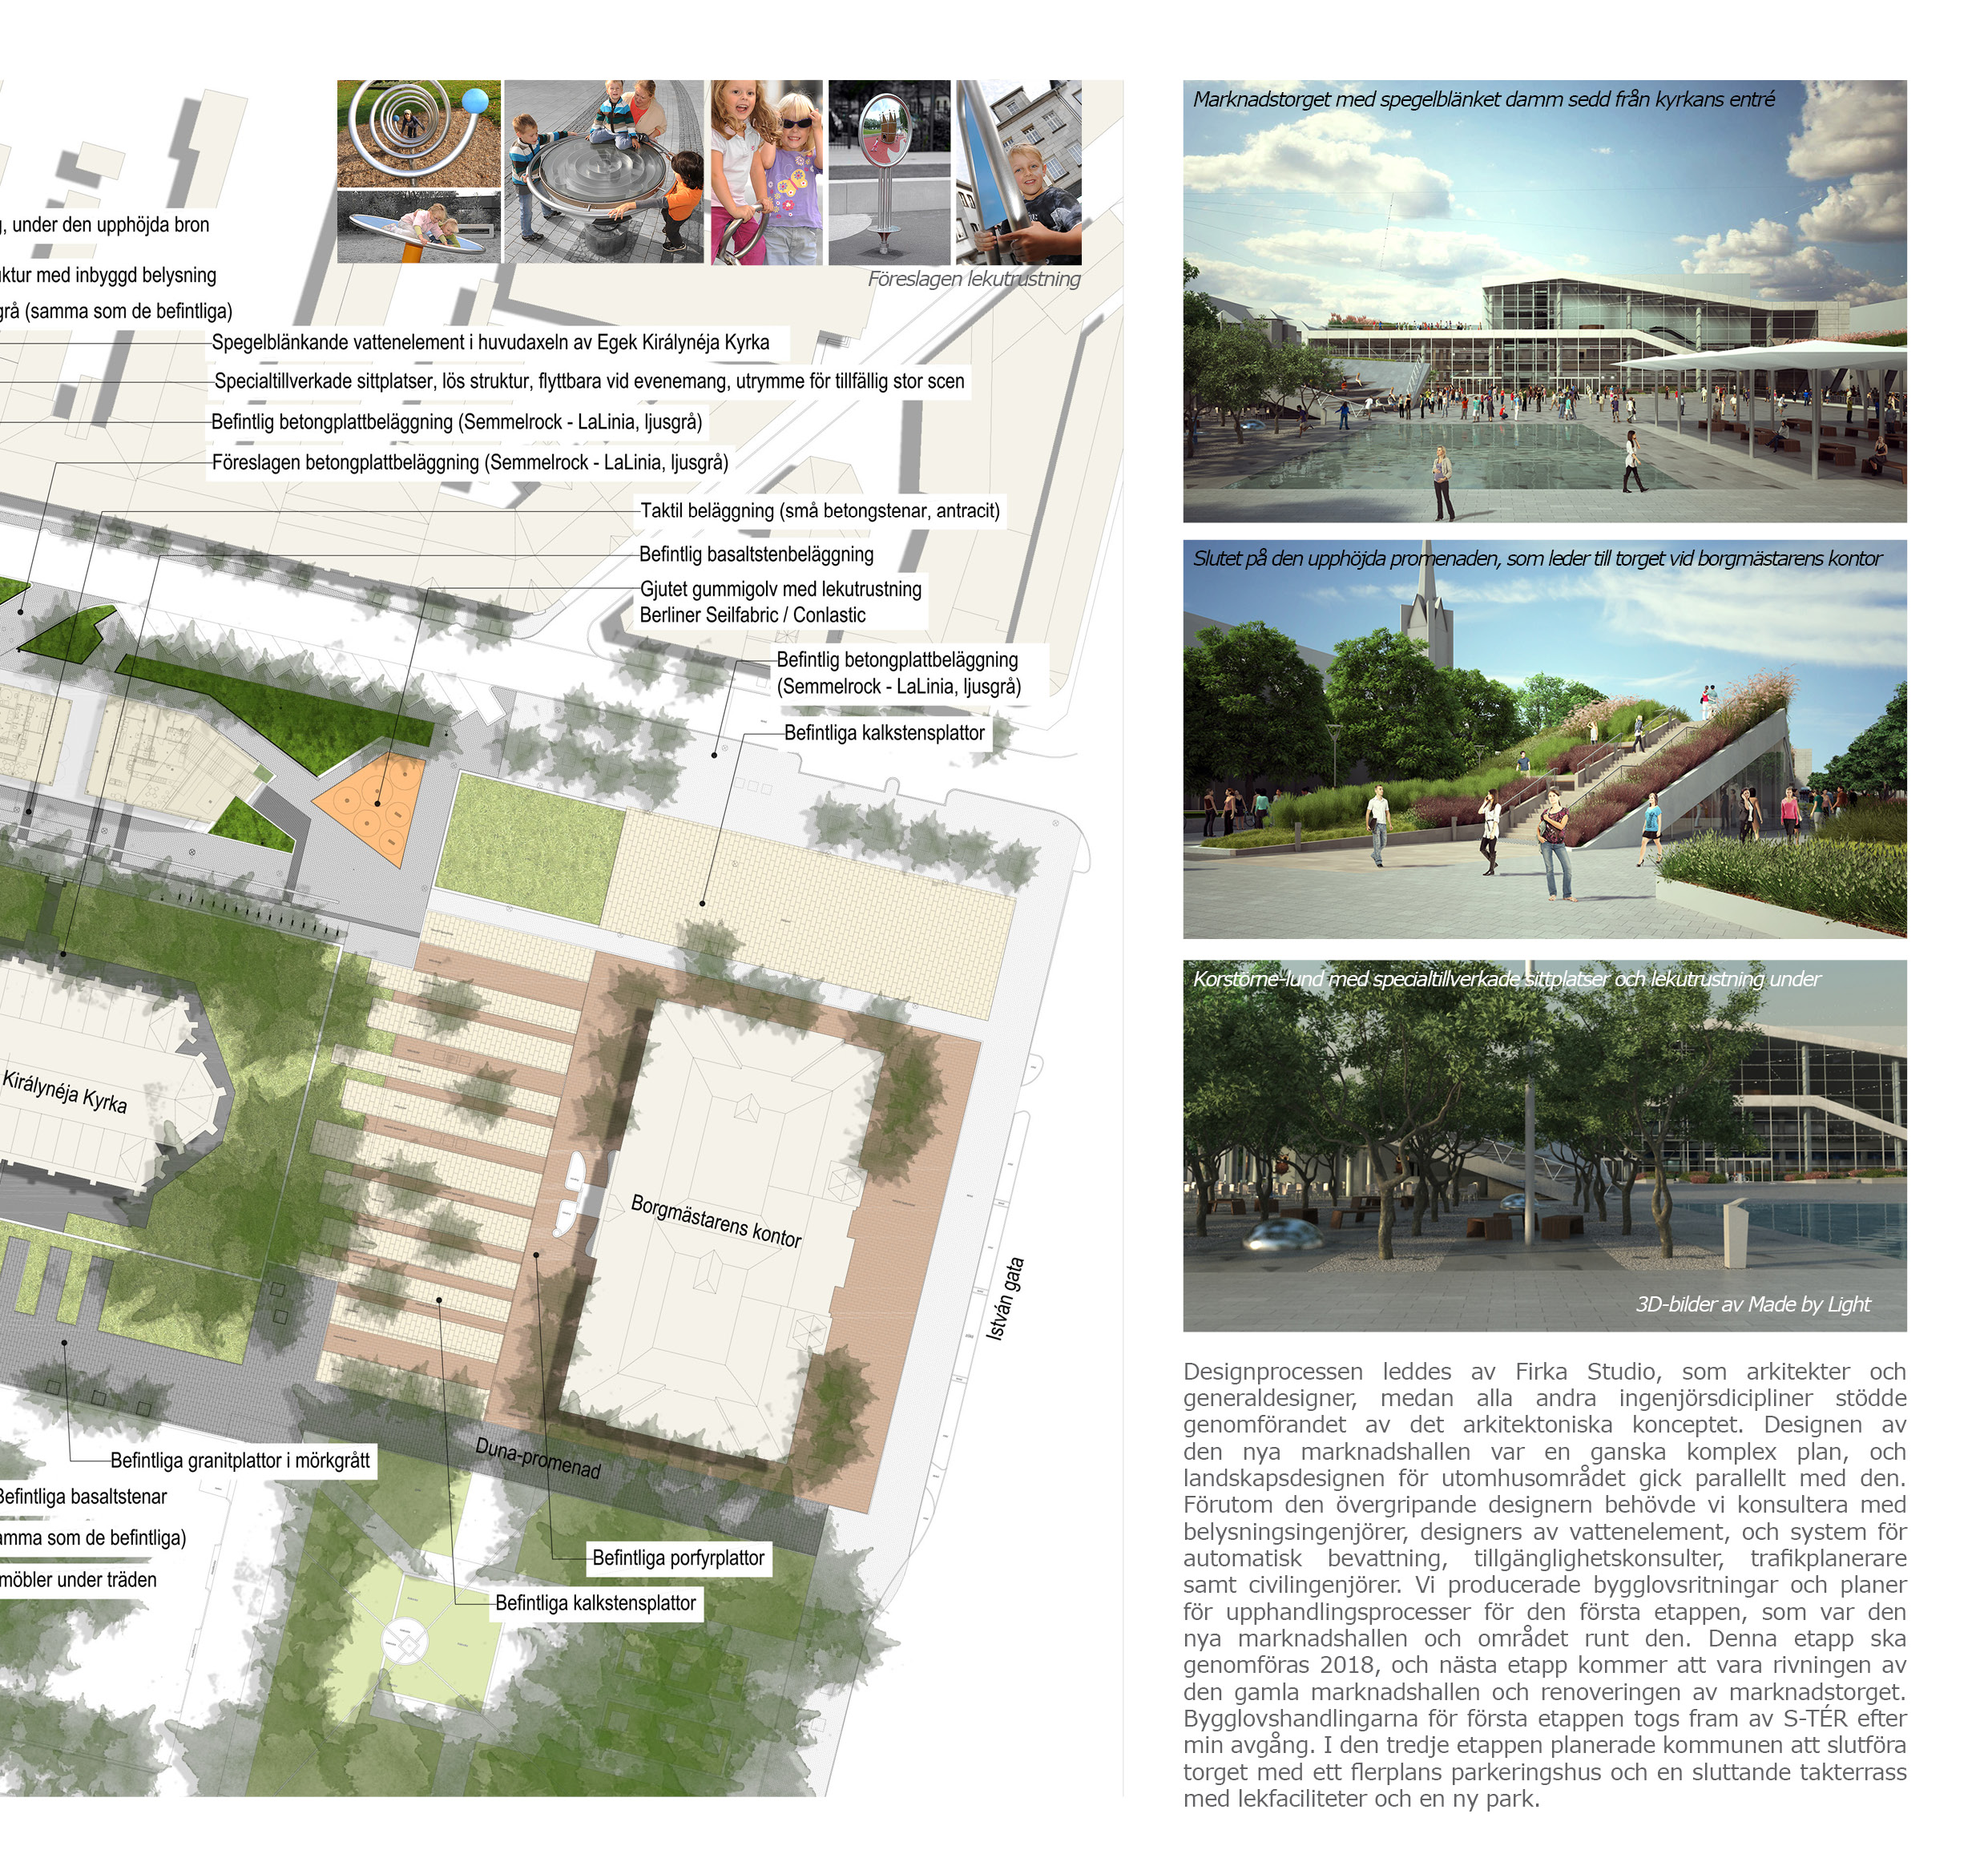 Föreslagen lekutrustning
, under den upphöjda bron
ktur med inbyggd belysning
grå (samma som de befintliga)
Spegelblänkande vattenelement i huvudaxeln av Egek Királynéja Kyrka
Specialtillverkade sittplatser, lös struktur, flyttbara vid evenemang, utrymme för tillfällig stor scen
Befintlig betongplattbeläggning (Semmelrock - LaLinia, ljusgrå)
Föreslagen betongplattbeläggning (Semmelrock - LaLinia, ljusgrå)
Taktil beläggning (små betongstenar, antracit)
Befintlig basaltstenbeläggning
Gjutet gummigolv med lekutrustning
Berliner Seilfabric / Conlastic
Befintlig betongplattbeläggning
(Semmelrock - LaLinia, ljusgrå)
Befintliga kalkstensplattor
Királynéja Kyrka
Borgmästarens kontor
István gata
Duna-promenad
Befintliga granitplattor i mörkgrått
Befintliga basaltstenar
amma som de befintliga)
möbler under träden
Befintliga porfyrplattor
Befintliga kalkstensplattor
Marknadstorget med spegelblänket damm sedd från kyrkans entré
Slutet på den upphöjda promenaden, som leder till torget vid borgmästarens kontor
Korstörne-lund med specialtillverkade sittplatser och lekutrustning under
3D-bilder av Made by Light
Designprocessen leddes av Firka Studio, som arkitekter och
generaldesigner, medan alla andra ingenjörsdicipliner stödde
genomförandet av det arkitektoniska konceptet. Designen av
den nya marknadshallen var en ganska komplex plan, och
landskapsdesignen för utomhusområdet gick parallellt med den.
Förutom den övergripande designern behövde vi konsultera med
belysningsingenjörer, designers av vattenelement, och system för
automatisk bevattning, tillgänglighetskonsulter, trafikplanerare
samt civilingenjörer. Vi producerade bygglovsritningar och planer
för upphandlingsprocesser för den första etappen, som var den
nya marknadshallen och området runt den. Denna etapp ska
genomföras 2018, och nästa etapp kommer att vara rivningen av
den gamla marknadshallen och renoveringen av marknadstorget.
Bygglovshandlingarna för första etappen togs fram av S-TÉR efter
min avgång. I den tredje etappen planerade kommunen att slutföra
torget med ett flerplans parkeringshus och en sluttande takterrass
med lekfaciliteter och en ny park.